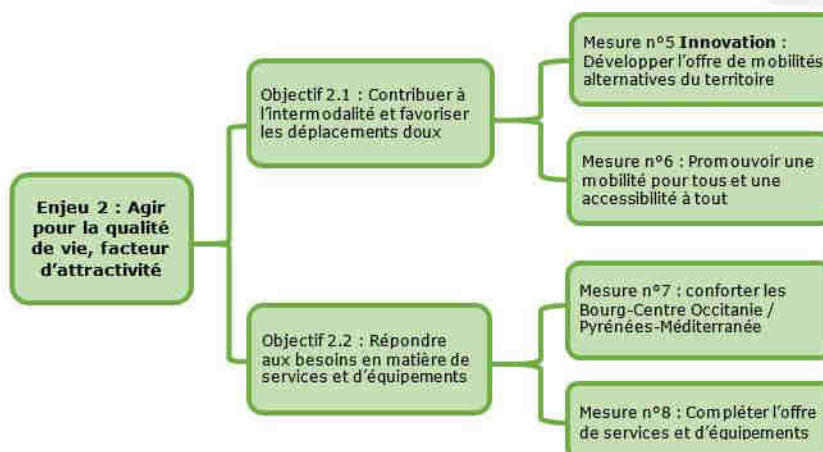 Enjeu 2 : Agir
pour la qualité
de vie, facteur
d'attractivité
Objectif 2.1 : Contribuer à
l'intermodalité et favoriser
les déplacements doux
Mesure n°5 Innovation :
Développer l'offre de mobilités
alternatives du territoire
Mesure n°6 : Promouvoir une
mobilité pour tous et une
accessibilité à tout
Objectif 2.2 : Répondre
aux besoins en matière de
services et d'équipements
Mesure n°7 : conforter les
Bourg-Centre Occitanie /
Pyrénées-Méditerranée
Mesure n°8 : Compléter l'offre
de services et d'équipements